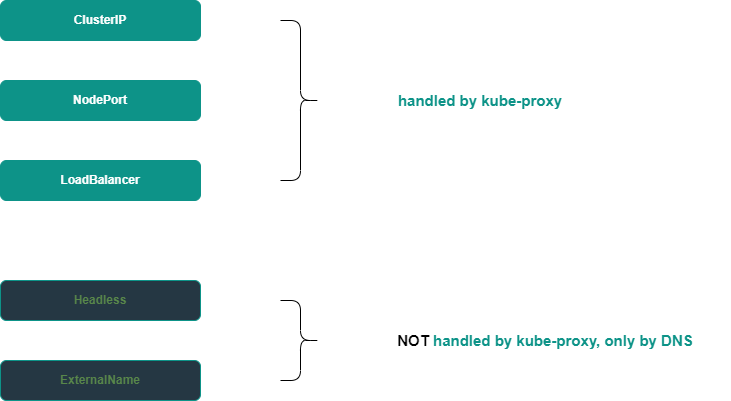 ClusterIP
NodePort
handled by kube-proxy
LoadBalancer
Headless
NOT handled by kube-proxy, only by DNS
ExternalName